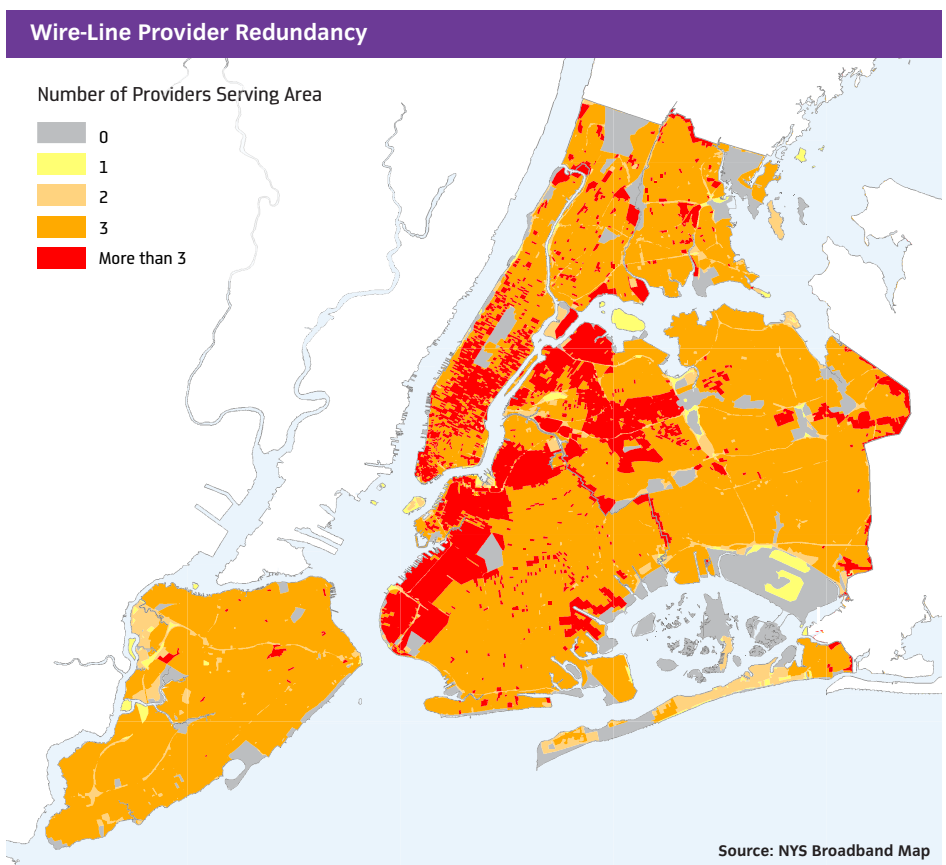 Wire-Line Provider Redundancy
Number of Providers Serving Area
0
1
2
3
More than 3
Source: NYS Broadband Map